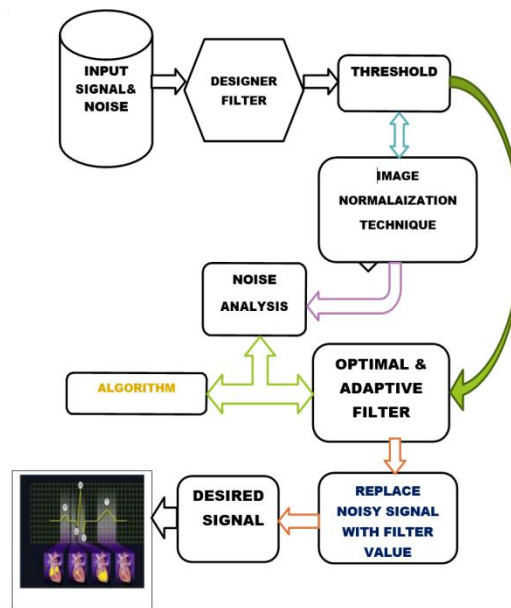 INPUT
SIGNAL&
NOISE
DESIGNER
FILTER
THRESHOLD
IMAGE
NORMALAIZATION
TECHNIQUE
NOISE
ANALYSIS
ALGORITHM
OPTIMAL &
ADAPTIVE
FILTER
DESIRED
SIGNAL
REPLACE
NOISY SIGNAL
WITH FILTER
VALUE